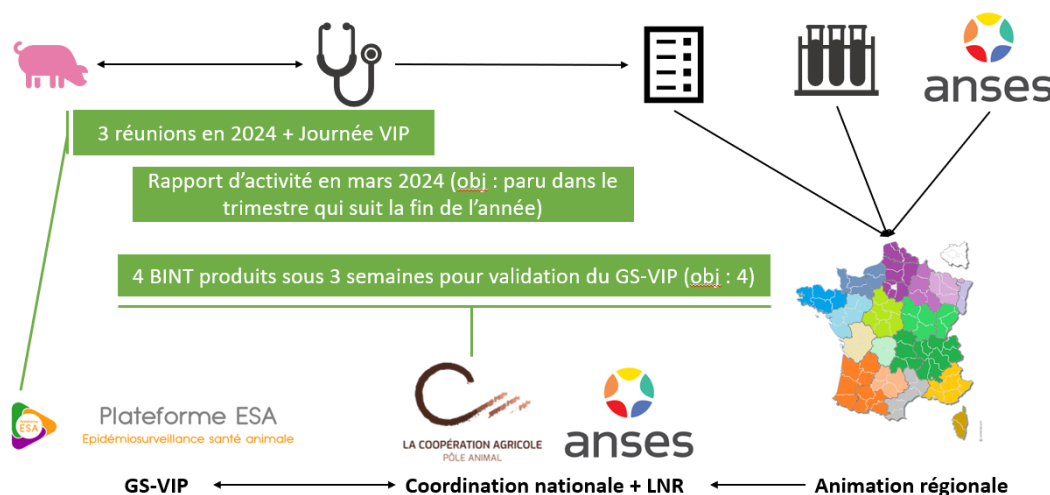 anses
3 réunions en 2024 + Journée VIP
Rapport d’activité en mars 2024 (obj : paru dans le
trimestre qui suit la fin de l’année)
4 BINT produits sous 3 semaines pour validation du GS-VIP (obj : 4)
Plateforme
ESA
Plateforme ESA
Epidémiosurveillance santé animale
LA COOPÉRATION AGRICOLE
PÔLE ANIMAL
anses
GS-VIP
Coordination nationale + LNR
Animation régionale